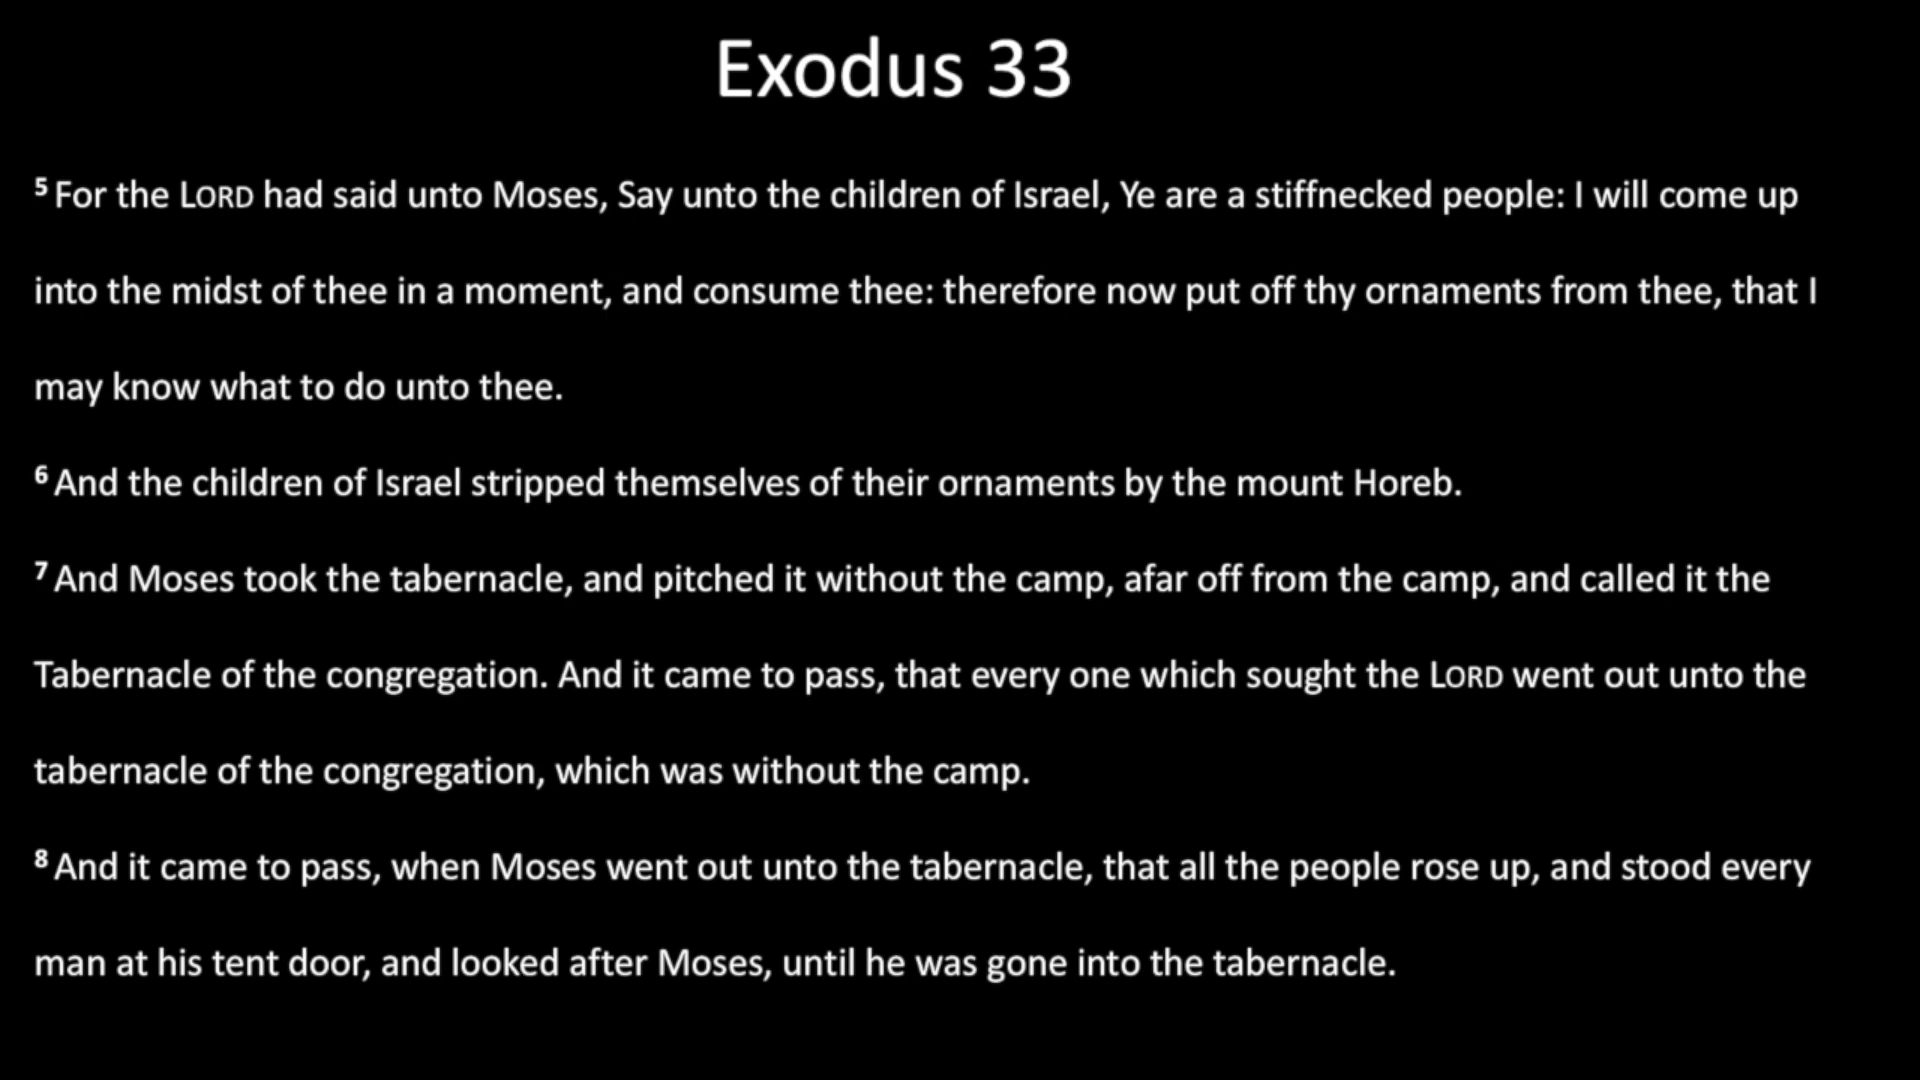 Exodus 33
5 For the LORD had said unto Moses, Say unto the children of Israel, Ye are a stiffnecked people: I will come up
into the midst of thee in a moment, and consume thee: therefore now put off thy ornaments from thee, that I
may know what to do unto thee.
6 And the children of Israel stripped themselves of their ornaments by the mount Horeb.
7 And Moses took the tabernacle, and pitched it without the camp, afar off from the camp, and called it the
Tabernacle of the congregation. And it came to pass, that every one which sought the LORD went out unto the
tabernacle of the congregation, which was without the camp.
8 And it came to pass, when Moses went out unto the tabernacle, that all the people rose up, and stood every
man at his tent door, and looked after Moses, until he was gone into the tabernacle.